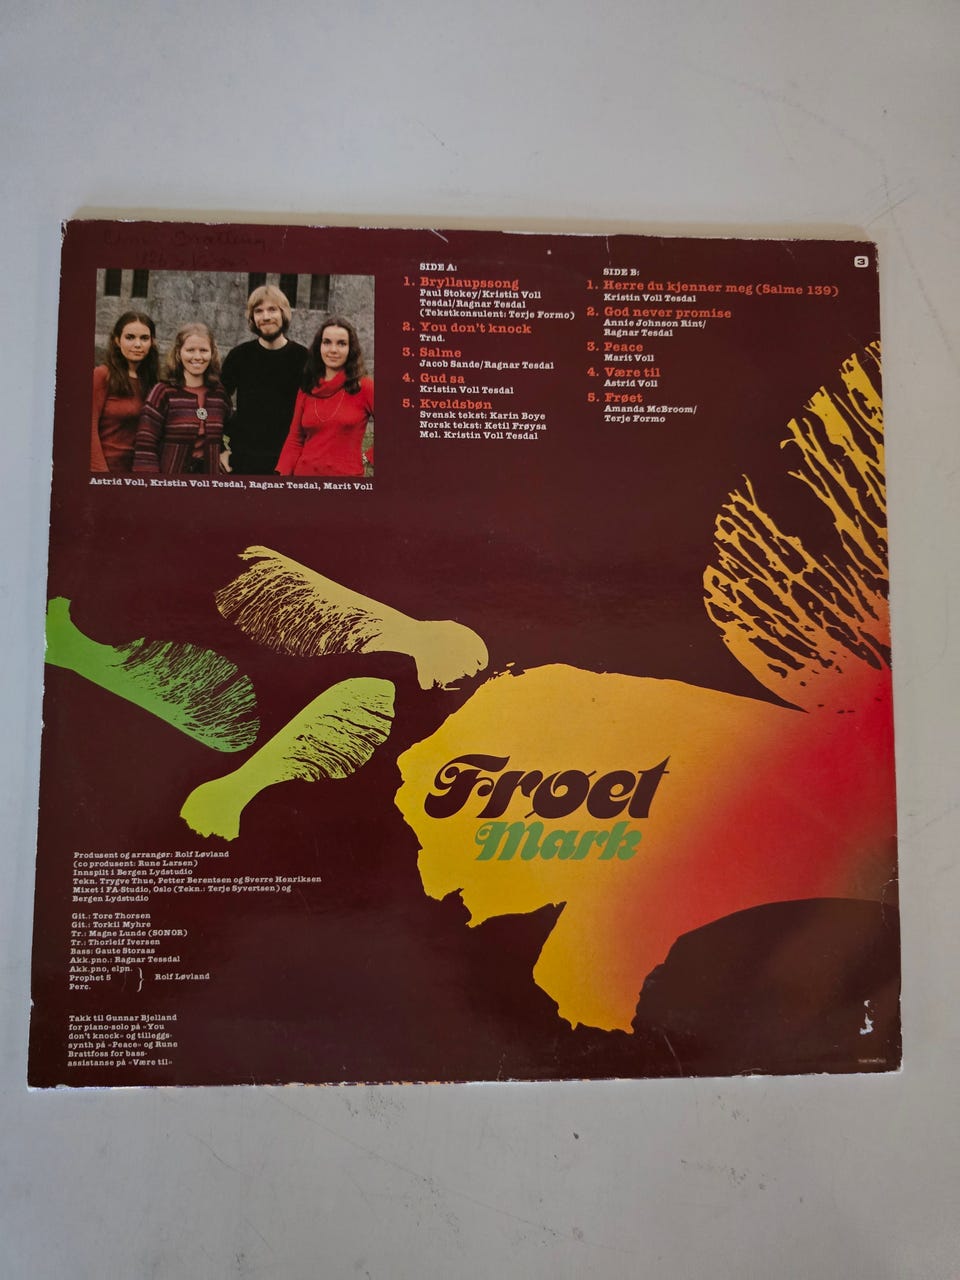 3
SIDE A:
1. Bryllaupssong
Paul Stokey/Kristin Voll
Tesdal/Ragnar Tesdal
(Tekstkonsulent: Terje Formo)
2. You don't knock
Trad.
3. Salme
Jacob Sande/Ragnar Tesdal
4. Gud sa
Kristin Voll Tesdal
5. Kveldsbøn
Svensk tekst: Karin Boye
Norsk tekst: Ketil Frøysa
Mel. Kristin Voll Tesdal
SIDE B:
1. Herre du kjenner meg (Salme 139)
Kristin Voll Tesdal
2. God never promise
Annie Johnson Rint/
Ragnar Tesdal
3. Peace
Marit Voll
4. Være til
Astrid Voll
5. Frøet
Amanda McBroom/
Terje Formo
Astrid Voll, Kristin Voll Tesdal, Ragnar Tesdal, Marit Voll
Frøet
Mark
Produsent og arrangør: Rolf Løvland
(co produsent: Rune Larsen)
Innspilt i Bergen Lydstudio
Tekn. Trygve Thue, Petter Berentsen og Sverre Henriksen
Mixet i FA-Studio, Oslo (Tekn.: Terje Syvertsen) og
Bergen Lydstudio
Git.: Tore Thorsen
Git.: Torkil Myhre
Tr.: Magne Lunde (SONOR)
Tr.: Thorleif Iversen
Bass: Gaute Storaas
Akk.pno.: Ragnar Tesdal
Akk.pno, elpn.
Prophet 5 } Rolf Løvland
Perc.
Takk til Gunnar Bjelland
for piano-solo på «You
don't knock» og tilleggs-
synth på «Peace» og Rune
Brattfoss for bass-
assistanse på «Være til»